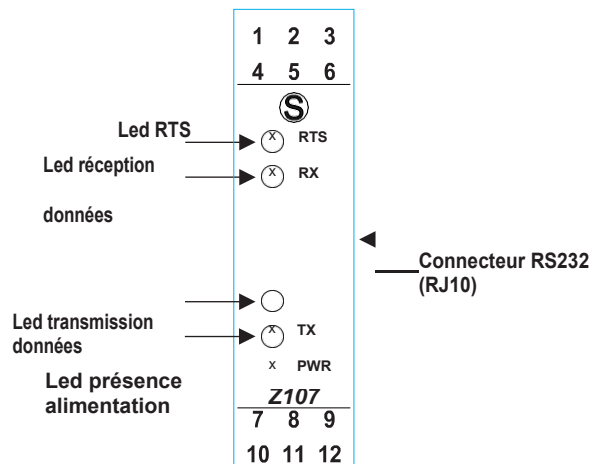 1 2 3
4 5 6
S
Led RTS
x RTS
Led réception
x RX
données
Connecteur RS232
(RJ10)
Led transmission
données
x TX
x PWR
Led présence
alimentation
Z107
7 8 9
10 11 12